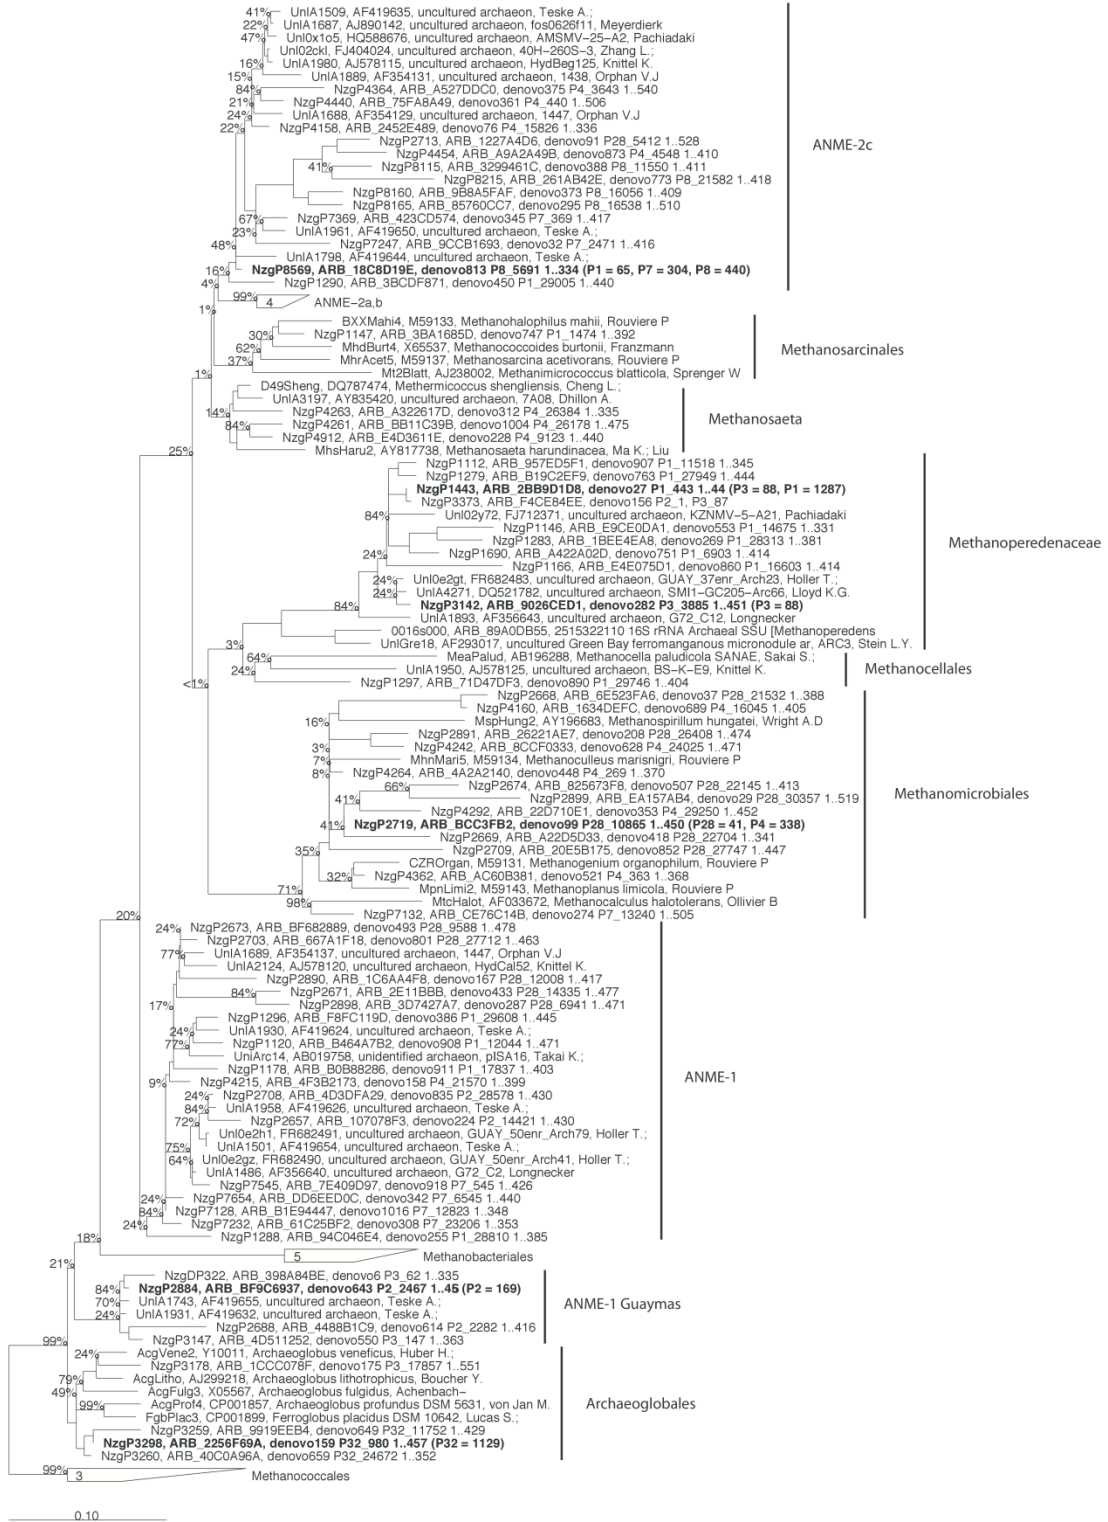 41% UnIA1509, AF419635, uncultured archaeon, Teske A.;
22% UnIA1687, AJ890142, uncultured archaeon, fos0626f11, Meyerdierk
47% UnI0x1o5, HQ588676, uncultured archaeon, AMSMV-25-A2, Pachiadaki
UnI02ckl, FJ404024, uncultured archaeon, 40H-260S-3, Zhang L.;
16% UnIA1980, AJ578115, uncultured archaeon, HydBeg125, Knittel K.
15% UnIA1889, AF354131, uncultured archaeon, 1438, Orphan V.J
84% NzgP4364, ARB_A527DDC0, denovo375 P4_3643 1..540
21% NzgP4440, ARB_75FA8A49, denovo361 P4_440 1..506
24% UnIA1688, AF354129, uncultured archaeon, 1447, Orphan V.J
22% NzgP4158, ARB_2452E489, denovo76 P4_15826 1..336
NzgP2713, ARB_1227A4D6, denovo91 P28_5412 1..528
ANME-2c
NzgP4454, ARB_A9A2A49B, denovo873 P4_4548 1..410
41% NzgP8115, ARB_3299461C, denovo388 P8_11550 1..411
NzgP8215, ARB_261AB42E, denovo773 P8_21582 1..418
NzgP8160, ARB_9B8A5FAF, denovo373 P8_16056 1..409
NzgP8165, ARB_85760CC7, denovo295 P8_16538 1..510
67% NzgP7369, ARB_423CD574, denovo345 P7_369 1..417
23% UnIA1961, AF419650, uncultured archaeon, Teske A.;
48% NzgP7247, ARB_9CCB1693, denovo32 P7_2471 1..416
UnIA1798, AF419644, uncultured archaeon, Teske A.;
16% NzgP8569, ARB_18C8D19E, denovo813 P8_5691 1..334 (P1 = 65, P7 = 304, P8 = 440)
4% NzgP1290, ARB_3BCDF871, denovo450 P1_29005 1..440
99% 4 ANME-2a,b
1%
BXXMahi4, M59133, Methanohalophilus mahii, Rouviere P
30% NzgP1147, ARB_3BA1685D, denovo747 P1_1474 1..392
62% MhdBurt4, X65537, Methanococcoides burtonii, Franzmann
Methanosarcinales
37% MhrAcet5, M59137, Methanosarcina acetivorans, Rouviere P
1% Mt2Blatt, AJ238002, Methanimicrococcus blatticola, Sprenger W
D49Sheng, DQ787474, Methermicoccus shengliensis, Cheng L.;
UnIA3197, AY835420, uncultured archaeon, 7A08, Dhillon A.
14% NzgP4263, ARB_A322617D, denovo312 P4_26384 1..335
Methanosaeta
84% NzgP4261, ARB_BB11C39B, denovo1004 P4_26178 1..475
NzgP4912, ARB_E4D3611E, denovo228 P4_9123 1..440
25% MhsHaru2, AY817738, Methanosaeta harundinacea, Ma K.; Liu
NzgP1112, ARB_957ED5F1, denovo907 P1_11518 1..345
NzgP1279, ARB_B19C2EF9, denovo763 P1_27949 1..444
NzgP1443, ARB_2BB9D1D8, denovo27 P1_443 1..44 (P3 = 88, P1 = 1287)
NzgP3373, ARB_F4CE84EE, denovo156 P2_1, P3_87
84% UnI02y72, FJ712371, uncultured archaeon, KZNMV-5-A21, Pachiadaki
NzgP1146, ARB_E9CE0DA1, denovo553 P1_14675 1..331
NzgP1283, ARB_1BEE4EA8, denovo269 P1_28313 1..381
Methanoperedenaceae
24% NzgP1690, ARB_A422A02D, denovo751 P1_6903 1..414
NzgP1166, ARB_E4E075D1, denovo860 P1_16603 1..414
24% UnI0e2gt, FR682483, uncultured archaeon, GUAY_37enr_Arch23, Holler T.;
24% UnIA4271, DQ521782, uncultured archaeon, SMI1-GC205-Arc66, Lloyd K.G.
84% NzgP3142, ARB_9026CED1, denovo282 P3_3885 1..451 (P3 = 88)
UnIA1893, AF356643, uncultured archaeon, G72_C12, Longnecker
0016s000, ARB_89A0DB55, 2515322110 16S rRNA Archaeal SSU [Methanoperedens
3% UnIGre18, AF293017, uncultured Green Bay ferromanganous micronodule ar, ARC3, Stein L.Y.
64% MeaPalud, AB196288, Methanocella paludicola SANAE, Sakai S.;
24% UnIA1950, AJ578125, uncultured archaeon, BS-K-E9, Knittel K.
Methanocellales
<1% NzgP1297, ARB_71D47DF3, denovo890 P1_29746 1..404
NzgP2668, ARB_6E523FA6, denovo37 P28_21532 1..388
NzgP4160, ARB_1634DEFC, denovo689 P4_16045 1..405
16% MspHung2, AY196683, Methanospirillum hungatei, Wright A.D
NzgP2891, ARB_26221AE7, denovo208 P28_26408 1..474
3% NzgP4242, ARB_8CCF0333, denovo628 P4_24025 1..471
7% MhnMari5, M59134, Methanoculleus marisnigri, Rouviere P
8% NzgP4264, ARB_4A2A2140, denovo448 P4_269 1..370
66% NzgP2674, ARB_825673F8, denovo507 P28_22145 1..413
Methanomicrobiales
41% NzgP2899, ARB_EA157AB4, denovo29 P28_30357 1..519
NzgP4292, ARB_22D710E1, denovo353 P4_29250 1..452
41% NzgP2719, ARB_BCC3FB2, denovo99 P28_10865 1..450 (P28 = 41, P4 = 338)
NzgP2669, ARB_A22D5D33, denovo418 P28_22704 1..341
35% NzgP2709, ARB_20E5B175, denovo852 P28_27747 1..447
CZROrgan, M59131, Methanogenium organophilum, Rouviere P
32% NzgP4362, ARB_AC60B381, denovo521 P4_363 1..368
71% MpnLimi2, M59143, Methanoplanus limicola, Rouviere P
98% MtcHalot, AF033672, Methanocalculus halotolerans, Ollivier B
20% NzgP7132, ARB_CE76C14B, denovo274 P7_13240 1..505
24% NzgP2673, ARB_BF682889, denovo493 P28_9588 1..478
NzgP2703, ARB_667A1F18, denovo801 P28_27712 1..463
77% UnIA1689, AF354137, uncultured archaeon, 1447, Orphan V.J
UnIA2124, AJ578120, uncultured archaeon, HydCal52, Knittel K.
NzgP2890, ARB_1C6AA4F8, denovo167 P28_12008 1..417
84% NzgP2671, ARB_2E11BBB, denovo433 P28_14335 1..477
17% NzgP2898, ARB_3D7427A7, denovo287 P28_6941 1..471
NzgP1296, ARB_F8FC119D, denovo386 P1_29608 1..445
24% UnIA1930, AF419624, uncultured archaeon, Teske A.;
77% NzgP1120, ARB_B464A7B2, denovo908 P1_12044 1..471
UniArc14, AB019758, unidentified archaeon, pISA16, Takai K.;
NzgP1178, ARB_B0B88286, denovo911 P1_17837 1..403
ANME-1
9% NzgP4215, ARB_4F3B2173, denovo158 P4_21570 1..399
24% NzgP2708, ARB_4D3DFA29, denovo835 P2_28578 1..430
84% UnIA1958, AF419626, uncultured archaeon, Teske A.;
72% NzgP2657, ARB_107078F3, denovo224 P2_14421 1..430
UnI0e2h1, FR682491, uncultured archaeon, GUAY_50enr_Arch79, Holler T.;
75% UnIA1501, AF419654, uncultured archaeon, Teske A.;
64% UnI0e2gz, FR682490, uncultured archaeon, GUAY_50enr_Arch41, Holler T.;
UnIA1486, AF356640, uncultured archaeon, G72_C2, Longnecker
NzgP7545, ARB_7E409D97, denovo918 P7_545 1..426
24% NzgP7654, ARB_DD6EED0C, denovo342 P7_6545 1..440
84% NzgP7128, ARB_B1E94447, denovo1016 P7_12823 1..348
24% NzgP7232, ARB_61C25BF2, denovo308 P7_23206 1..353
18% NzgP1288, ARB_94C046E4, denovo255 P1_28810 1..385
5 Methanobacteriales
21%
NzgDP322, ARB_398A84BE, denovo6 P3_62 1..335
84% NzgP2884, ARB_BF9C6937, denovo643 P2_2467 1..45 (P2 = 169)
70% UnIA1743, AF419655, uncultured archaeon, Teske A.;
ANME-1 Guaymas
24% UnIA1931, AF419632, uncultured archaeon, Teske A.;
NzgP2688, ARB_4488B1C9, denovo614 P2_2282 1..416
99% NzgP3147, ARB_4D511252, denovo550 P3_147 1..363
24% AcgVene2, Y10011, Archaeoglobus veneficus, Huber H.;
NzgP3178, ARB_1CCC078F, denovo175 P3_17857 1..551
79% AcgLitho, AJ299218, Archaeoglobus lithotrophicus, Boucher Y.
49% AcgFulg3, X05567, Archaeoglobus fulgidus, Achenbach-
99% AcgProf4, CP001857, Archaeoglobus profundus DSM 5631, von Jan M.
Archaeoglobales
FgbPlac3, CP001899, Ferroglobus placidus DSM 10642, Lucas S.;
NzgP3259, ARB_9919EEB4, denovo649 P32_11752 1..429
NzgP3298, ARB_2256F69A, denovo159 P32_980 1..457 (P32 = 1129)
NzgP3260, ARB_40C0A96A, denovo659 P32_24672 1..352
99% 3 Methanococcales
0.10